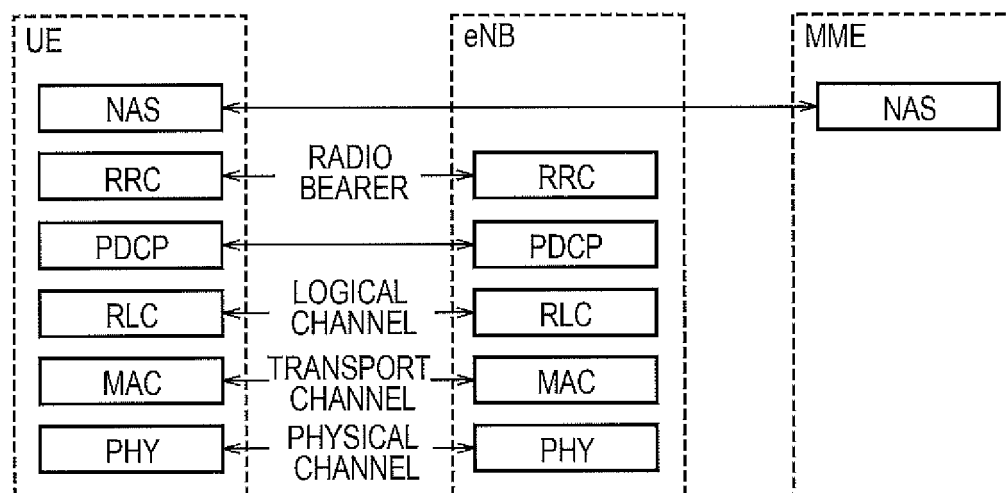 UE
eNB
MME
NAS
NAS
RRC
RADIO
BEARER
RRC
PDCP
PDCP
RLC
LOGICAL
CHANNEL
RLC
MAC
TRANSPORT
CHANNEL
MAC
PHY
PHYSICAL
CHANNEL
PHY